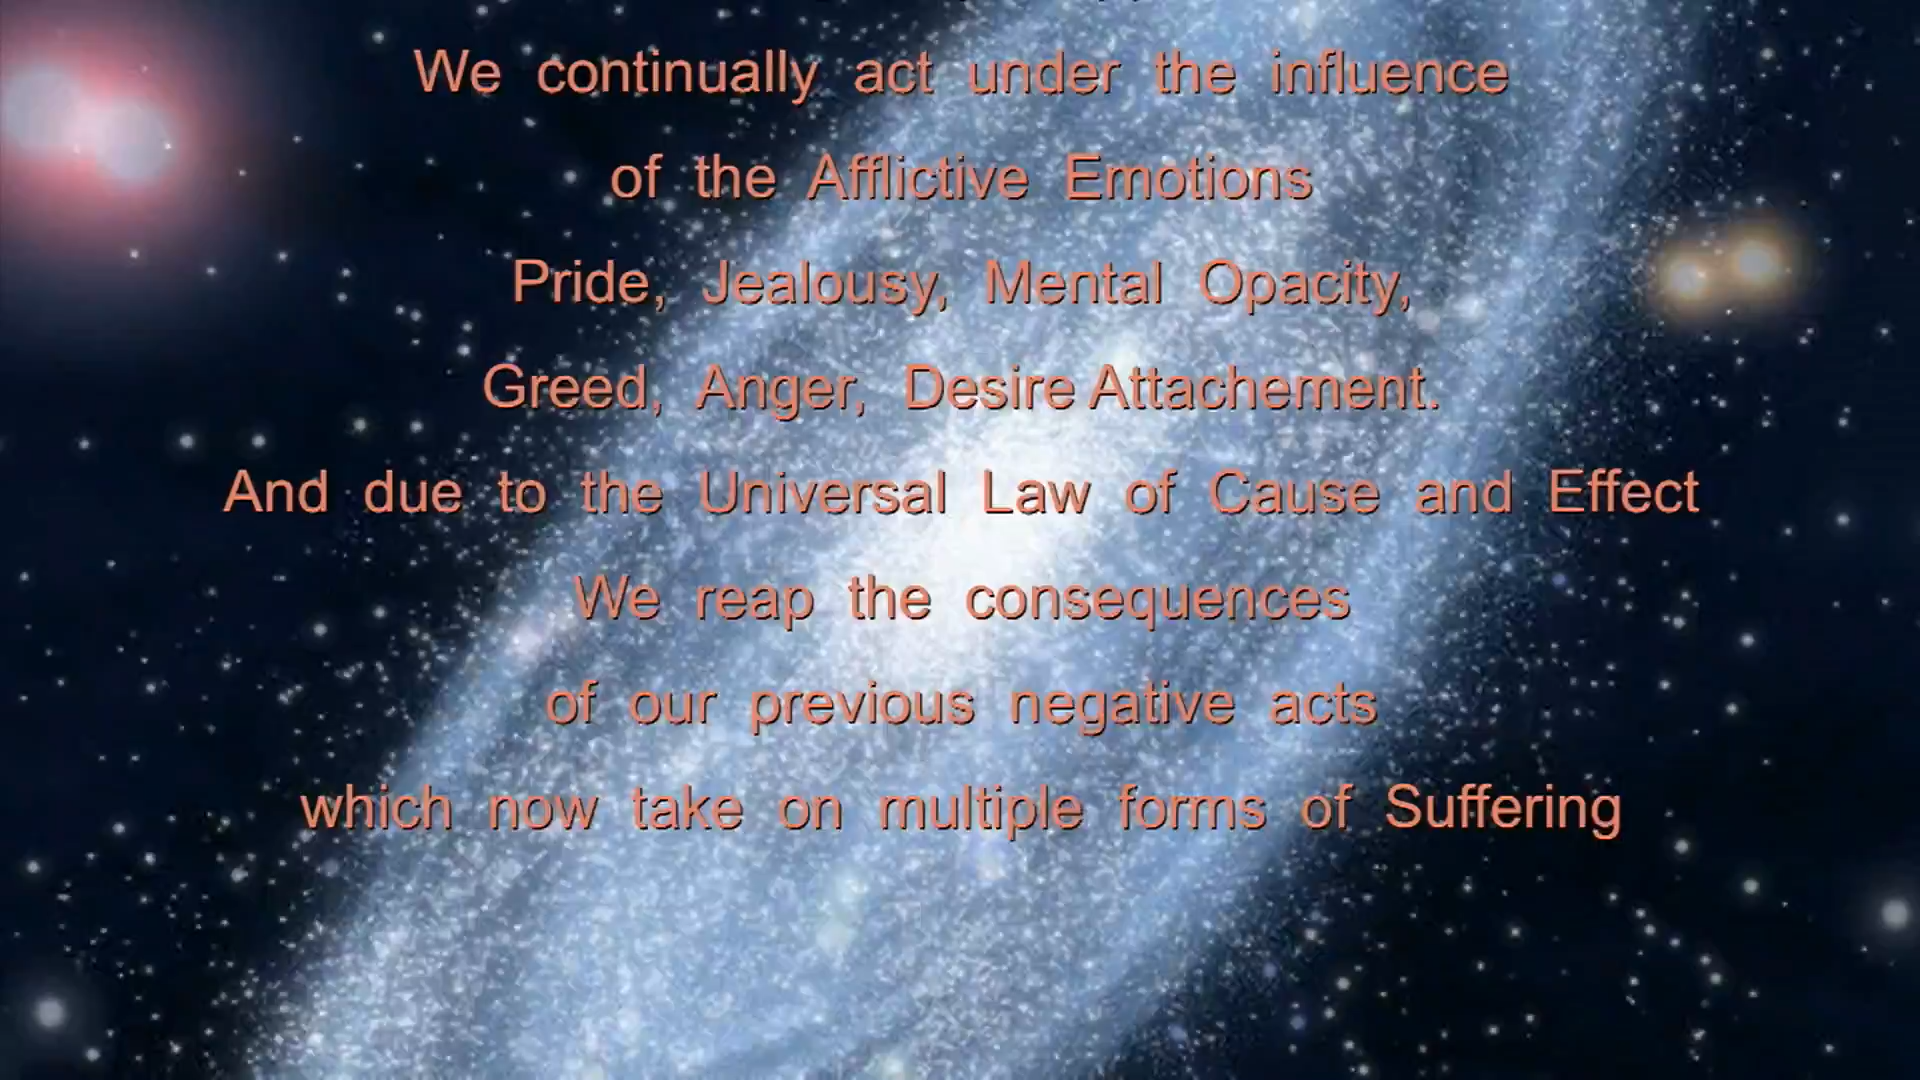 We continually act under the influence
of the Afflictive Emotions
Pride, Jealousy, Mental Opacity,
Greed, Anger, Desire Attachement.
And due to the Universal Law of Cause and Effect
We reap the consequences
of our previous negative acts
which now take on multiple forms of Suffering